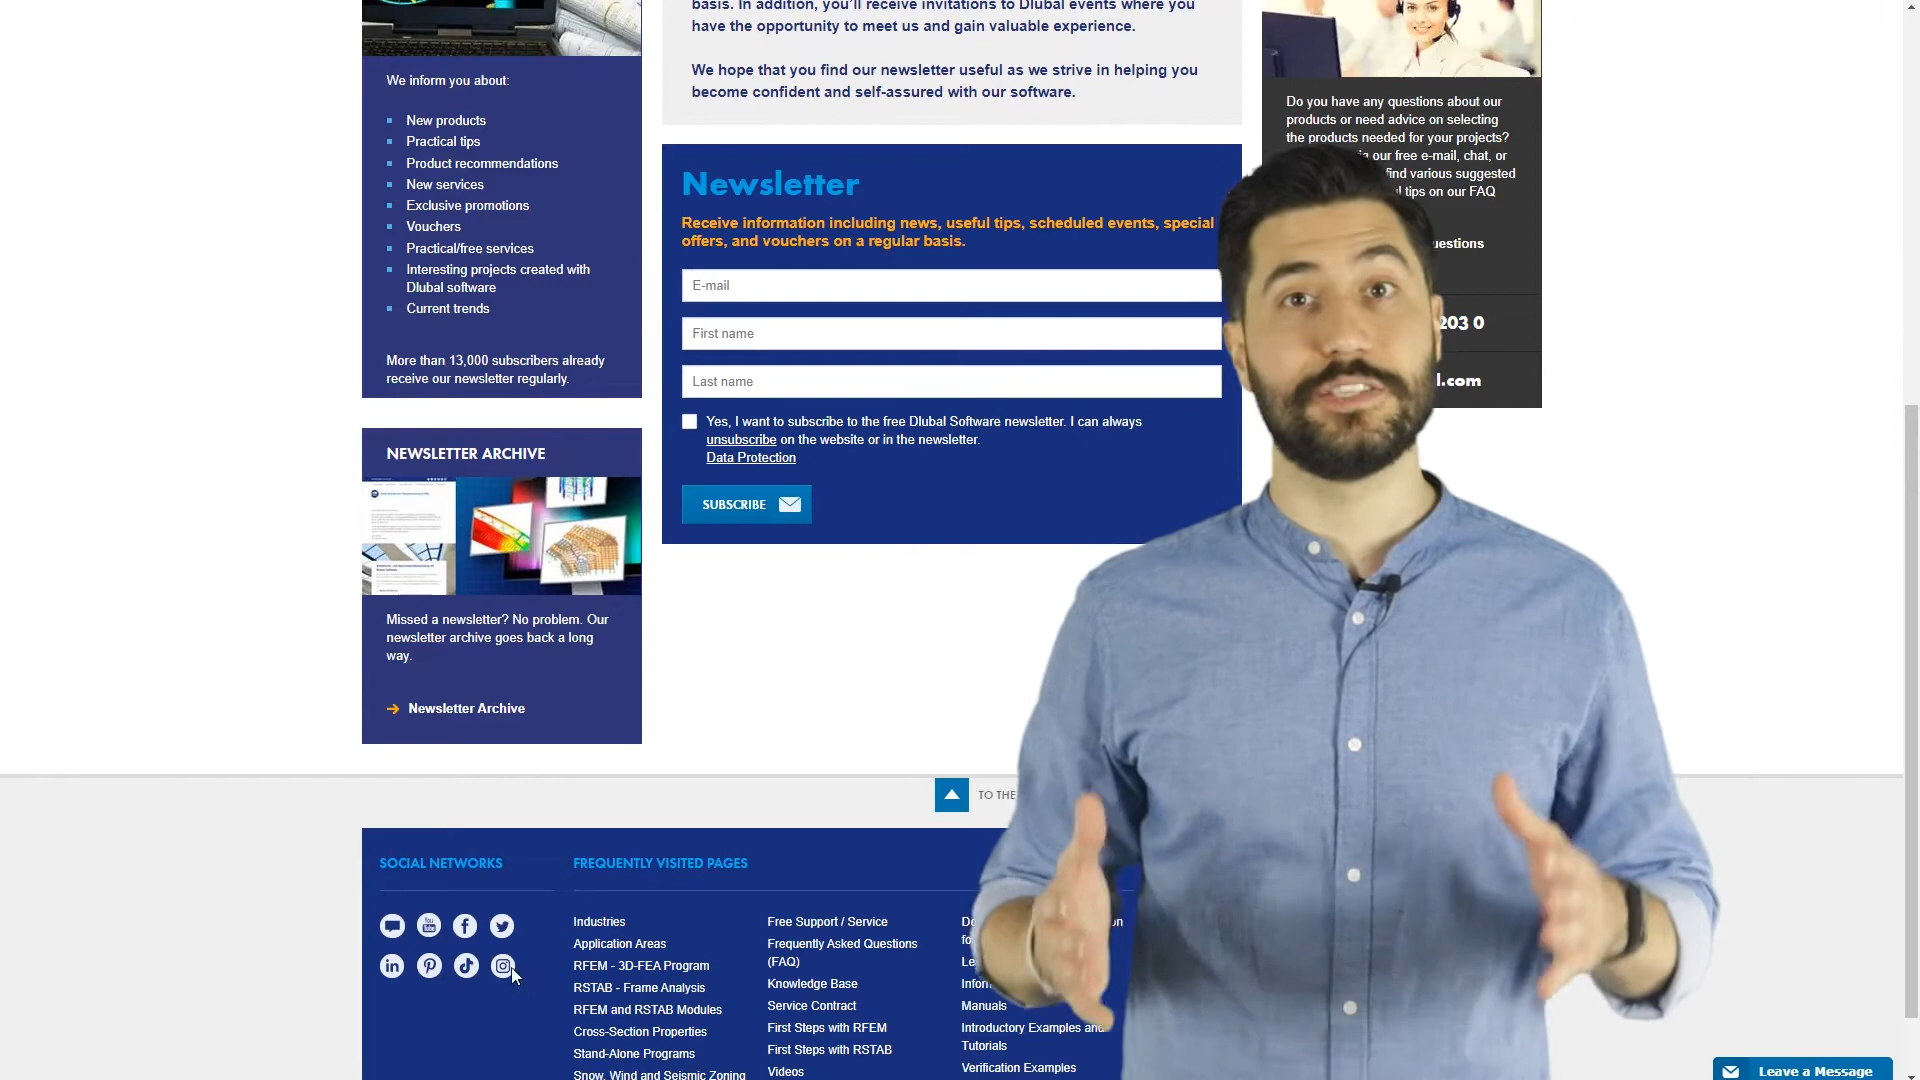 basis. In addition, you'll receive invitations to Dlubal events where you
have the opportunity to meet us and gain valuable experience.
We hope that you find our newsletter useful as we strive in helping you
become confident and self-assured with our software.
We inform you about:
New products
Practical tips
Product recommendations
New services
Exclusive promotions
Vouchers
Practical/free services
Interesting projects created with
Dlubal software
Current trends
More than 13,000 subscribers already
receive our newsletter regularly.
NEWSLETTER ARCHIVE
Missed a newsletter? No problem. Our
newsletter archive goes back a long
way.
Newsletter Archive
Newsletter
Receive information including news, useful tips, scheduled events, special
offers, and vouchers on a regular basis.
E-mail
First name
Last name
Yes, I want to subscribe to the free Dlubal Software newsletter. I can always
unsubscribe on the website or in the newsletter.
Data Protection
SUBSCRIBE
Do you have any questions about our
products or need advice on selecting
the products needed for your projects?
our free e-mail, chat, or
find various suggested
tips on our FAQ
uestions
203 0
l.com
TO THE
SOCIAL NETWORKS
FREQUENTLY VISITED PAGES
Industries
Application Areas
RFEM - 3D-FEA Program
RSTAB - Frame Analysis
RFEM and RSTAB Modules
Cross-Section Properties
Stand-Alone Programs
Snow, Wind and Seismic Zoning
Free Support / Service
Frequently Asked Questions
(FAQ)
Knowledge Base
Service Contract
First Steps with RFEM
First Steps with RSTAB
Videos
Manuals
Introductory Examples and
Tutorials
Verification Examples
Leave a Message